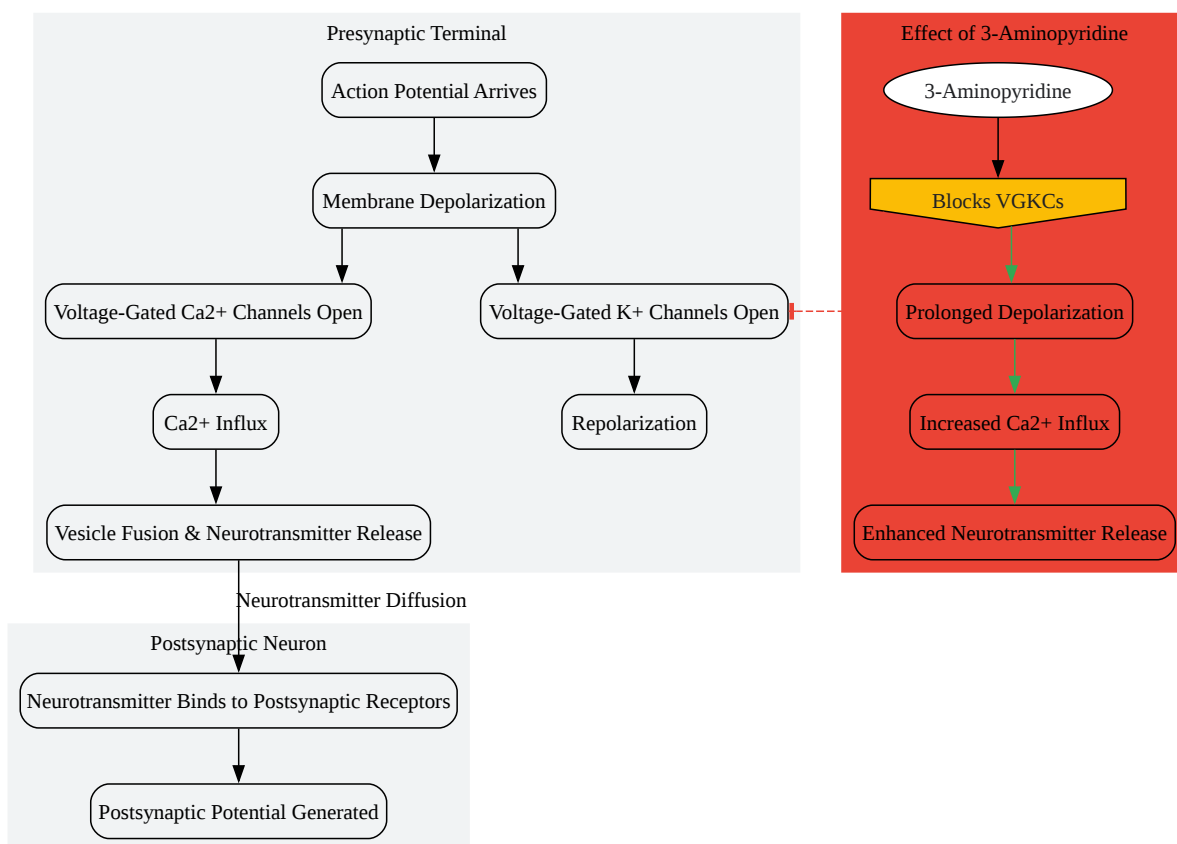 Presynaptic Terminal
Action Potential Arrives
Membrane Depolarization
Voltage-Gated Ca2+ Channels Open
Voltage-Gated K+ Channels Open
Ca2+ Influx
Repolarization
Vesicle Fusion & Neurotransmitter Release
Neurotransmitter Diffusion
Postsynaptic Neuron
Neurotransmitter Binds to Postsynaptic Receptors
Postsynaptic Potential Generated
Effect of 3-Aminopyridine
3-Aminopyridine
Blocks VGKCs
Prolonged Depolarization
Increased Ca2+ Influx
Enhanced Neurotransmitter Release